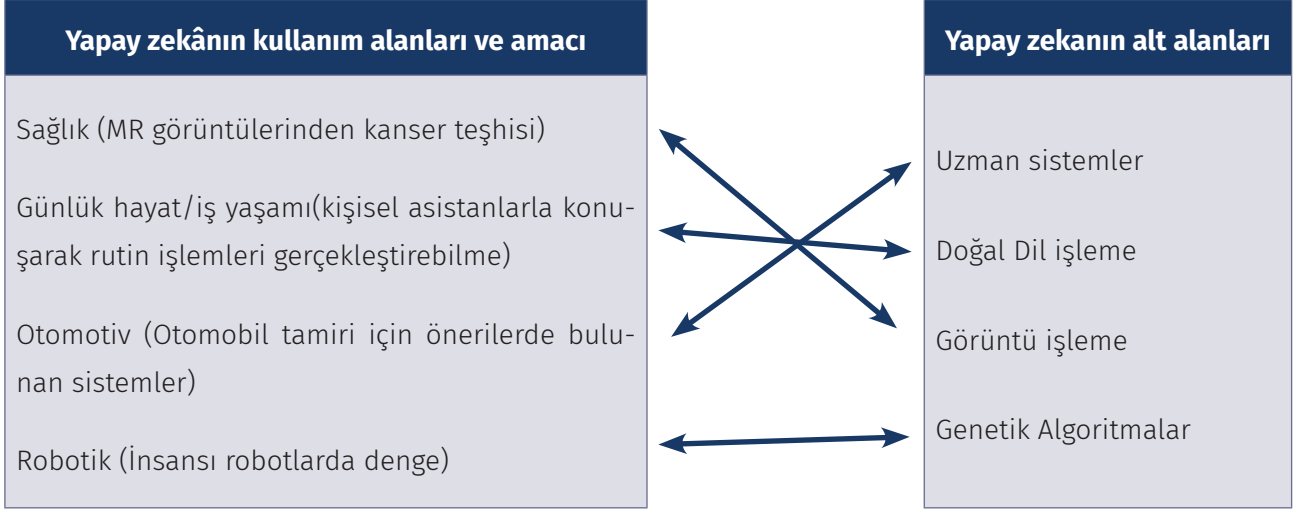 Yapay zekânın kullanım alanları ve amacı
Sağlık (MR görüntülerinden kanser teşhisi)
Günlük hayat/iş yaşamı(kişisel asistanlarla konu-
şarak rutin işlemleri gerçekleştirebilme)
Otomotiv (Otomobil tamiri için önerilerde bulu-
nan sistemler)
Robotik (İnsansı robotlarda denge)
Yapay zekanın alt alanları
Uzman sistemler
Doğal Dil işleme
Görüntü işleme
Genetik Algoritmalar